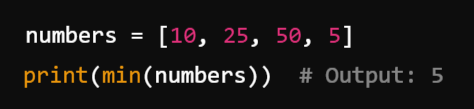 numbers = [10, 25, 50, 5]
print(min(numbers))  # Output: 5